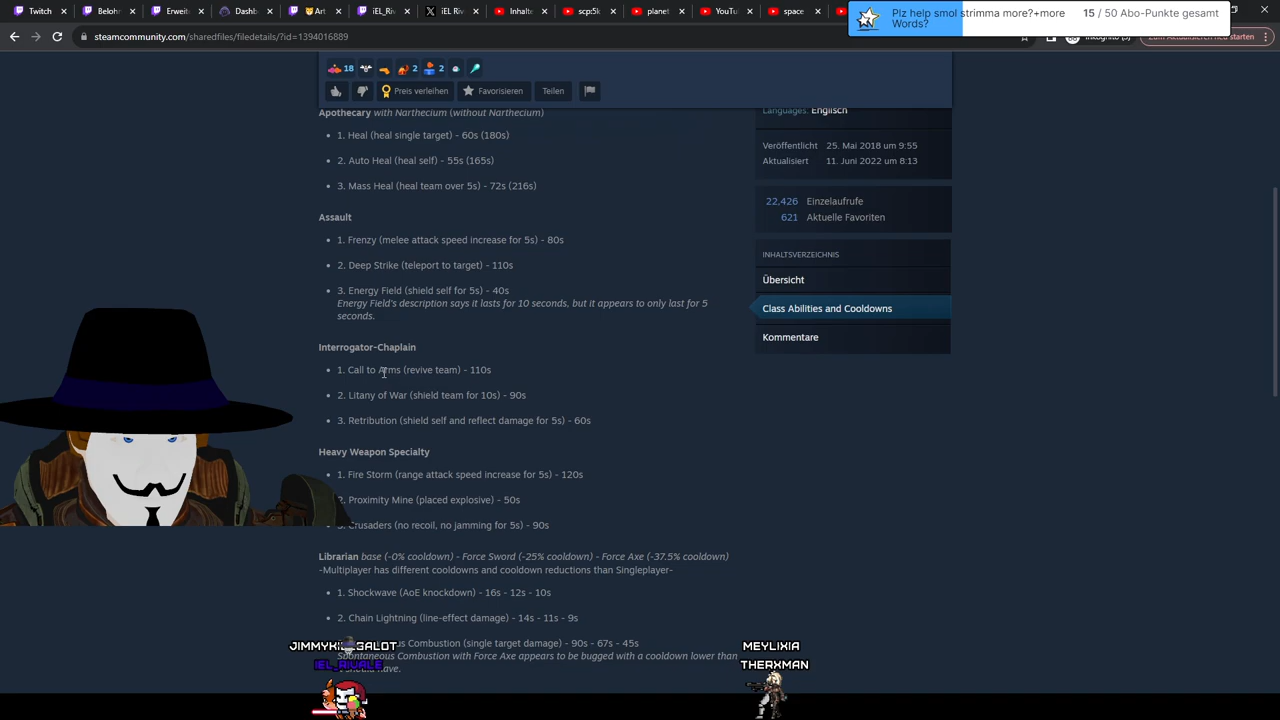 Twitch
Art
Erweite
Dashb
iEL_Riv
iEL Riv
Inhalte
scp5k
planet
YouTu
space
Plz help smol strimma more?+more
Words?
15 / 50 Abo-Punkte gesamt
steamcommunity.com/sharedfiles/filedetails/?id=1394016889
18
2
2
Preis verleihen
Favorisieren
Teilen
Apothecary with Narthecium (without Narthecium)
1. Heal (heal single target) - 60s (180s)
2. Auto Heal (heal self) - 55s (165s)
3. Mass Heal (heal team over 5s) - 72s (216s)
Assault
1. Frenzy (melee attack speed increase for 5s) - 80s
2. Deep Strike (teleport to target) - 110s
3. Energy Field (shield self for 5s) - 40s
Energy Field's description says it lasts for 10 seconds, but it appears to only last for 5
seconds.
Interrogator-Chaplain
1. Call to Arms (revive team) - 110s
2. Litany of War (shield team for 10s) - 90s
3. Retribution (shield self and reflect damage for 5s) - 60s
Heavy Weapon Specialty
1. Fire Storm (range attack speed increase for 5s) - 120s
2. Proximity Mine (placed explosive) - 50s
3. Crusaders (no recoil, no jamming for 5s) - 90s
Librarian base (-0% cooldown) - Force Sword (-25% cooldown) - Force Axe (-37.5% cooldown)
-Multiplayer has different cooldowns and cooldown reductions than Singleplayer-
1. Shockwave (AoE knockdown) - 16s - 12s - 10s
2. Chain Lightning (line-effect damage) - 14s - 11s - 9s
us Combustion (single target damage) - 90s - 67s - 45s
Spontaneous Combustion with Force Axe appears to be bugged with a cooldown lower than
have.
Languages: Englisch
Veröffentlicht 25. Mai 2018 um 9:55
Aktualisiert 11. Juni 2022 um 8:13
22,426 Einzelaufrufe
621 Aktuelle Favoriten
INHALTSVERZEICHNIS
Übersicht
Class Abilities and Cooldowns
Kommentare
IEL_RIVALE
MEYLIXIA
THERXMAN